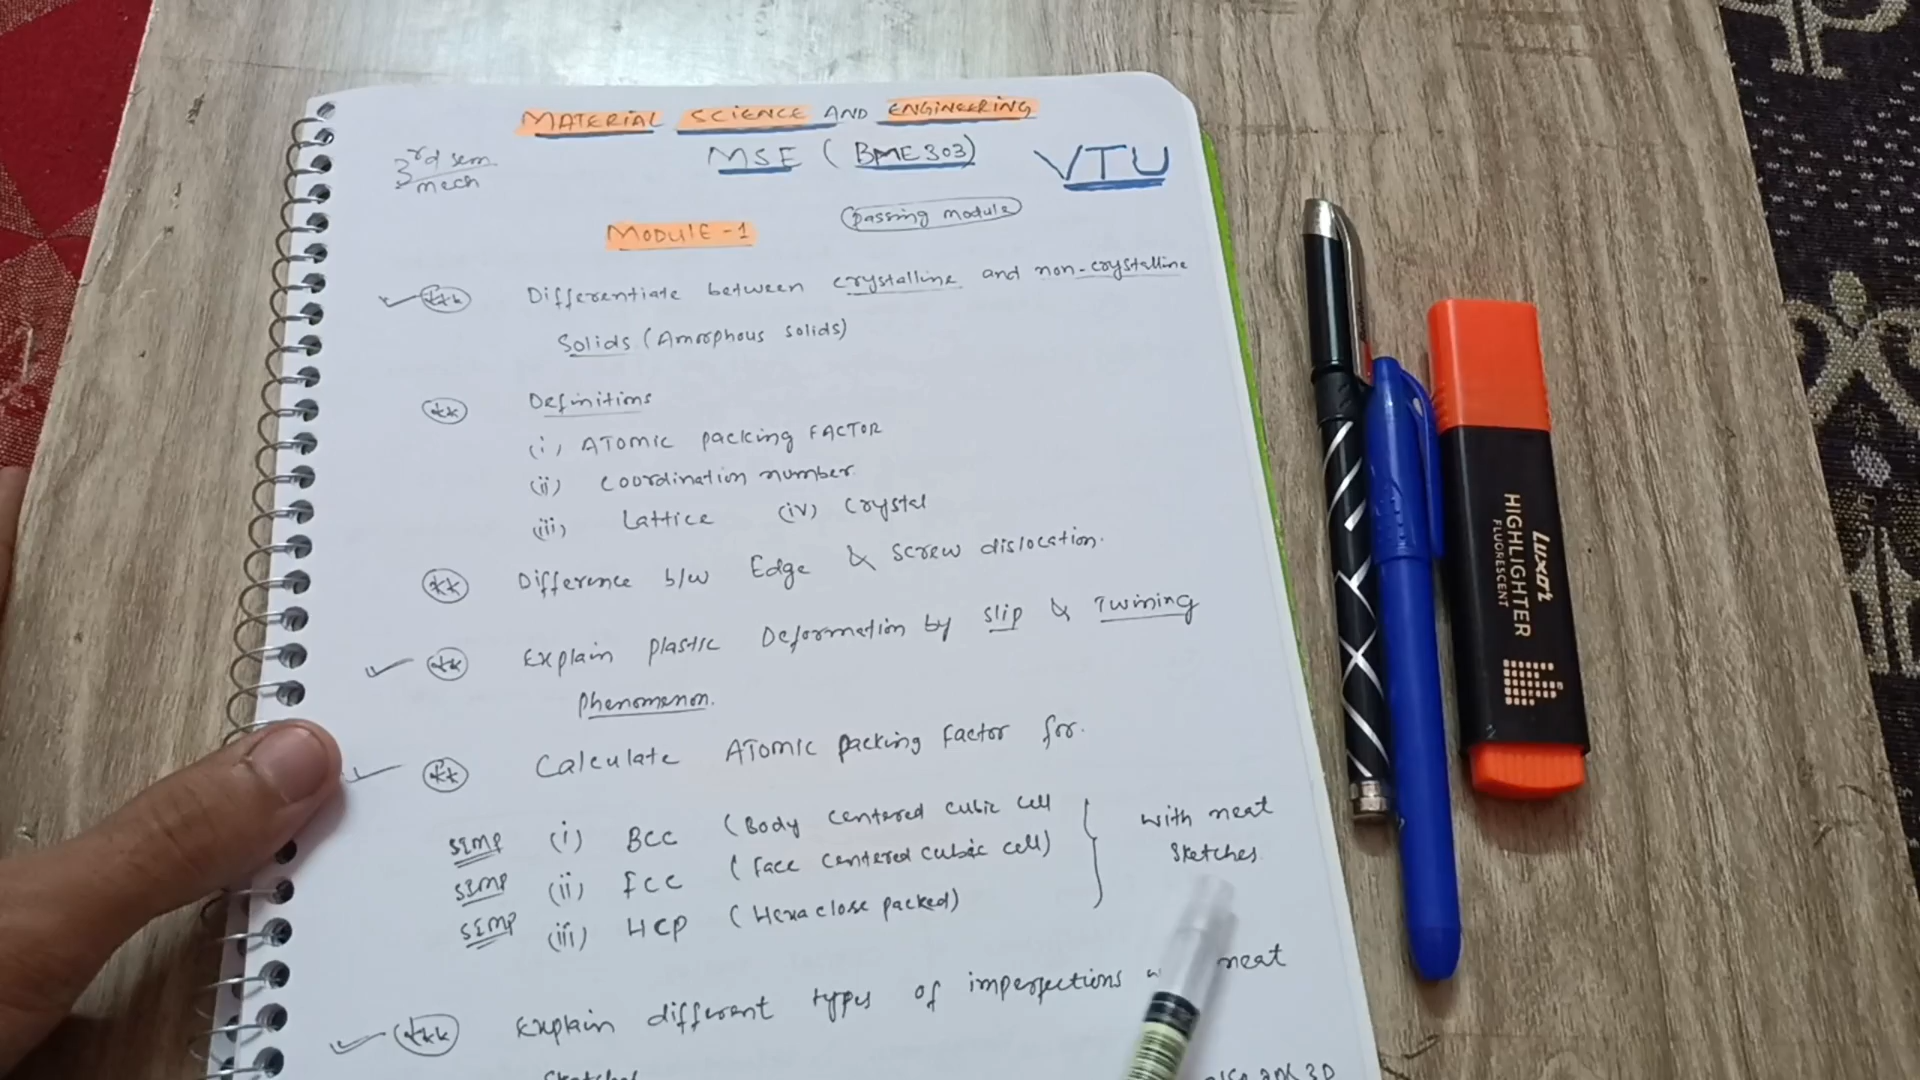 MATERIAL SCIENCE AND ENGINEERING
3rd sem
mech
MSE (BME303)
VTU
passing module
MODULE-1
Differentiate between crystalline and non-crystalline
Solids (Amorphous solids)
Definitions
(i) ATOMIC packing FACTOR
(ii) coordination number
(iii) Lattice (iv) Crystal
Difference b/w Edge & screw dislocation.
Explain plastic Deformation by slip & Twining
phenomenon.
Calculate ATOMIC packing Factor for.
SIMP (i) BCC (Body centered cubic cell
SIMP (ii) FCC (Face centered cubic cell)
SIMP (iii) HCP (Hexa close packed)
with neat
sketches.
Explain different types of imperfections neat
Sketches
and 3D
Luxor
HIGHLIGHTER
FLUORESCENT